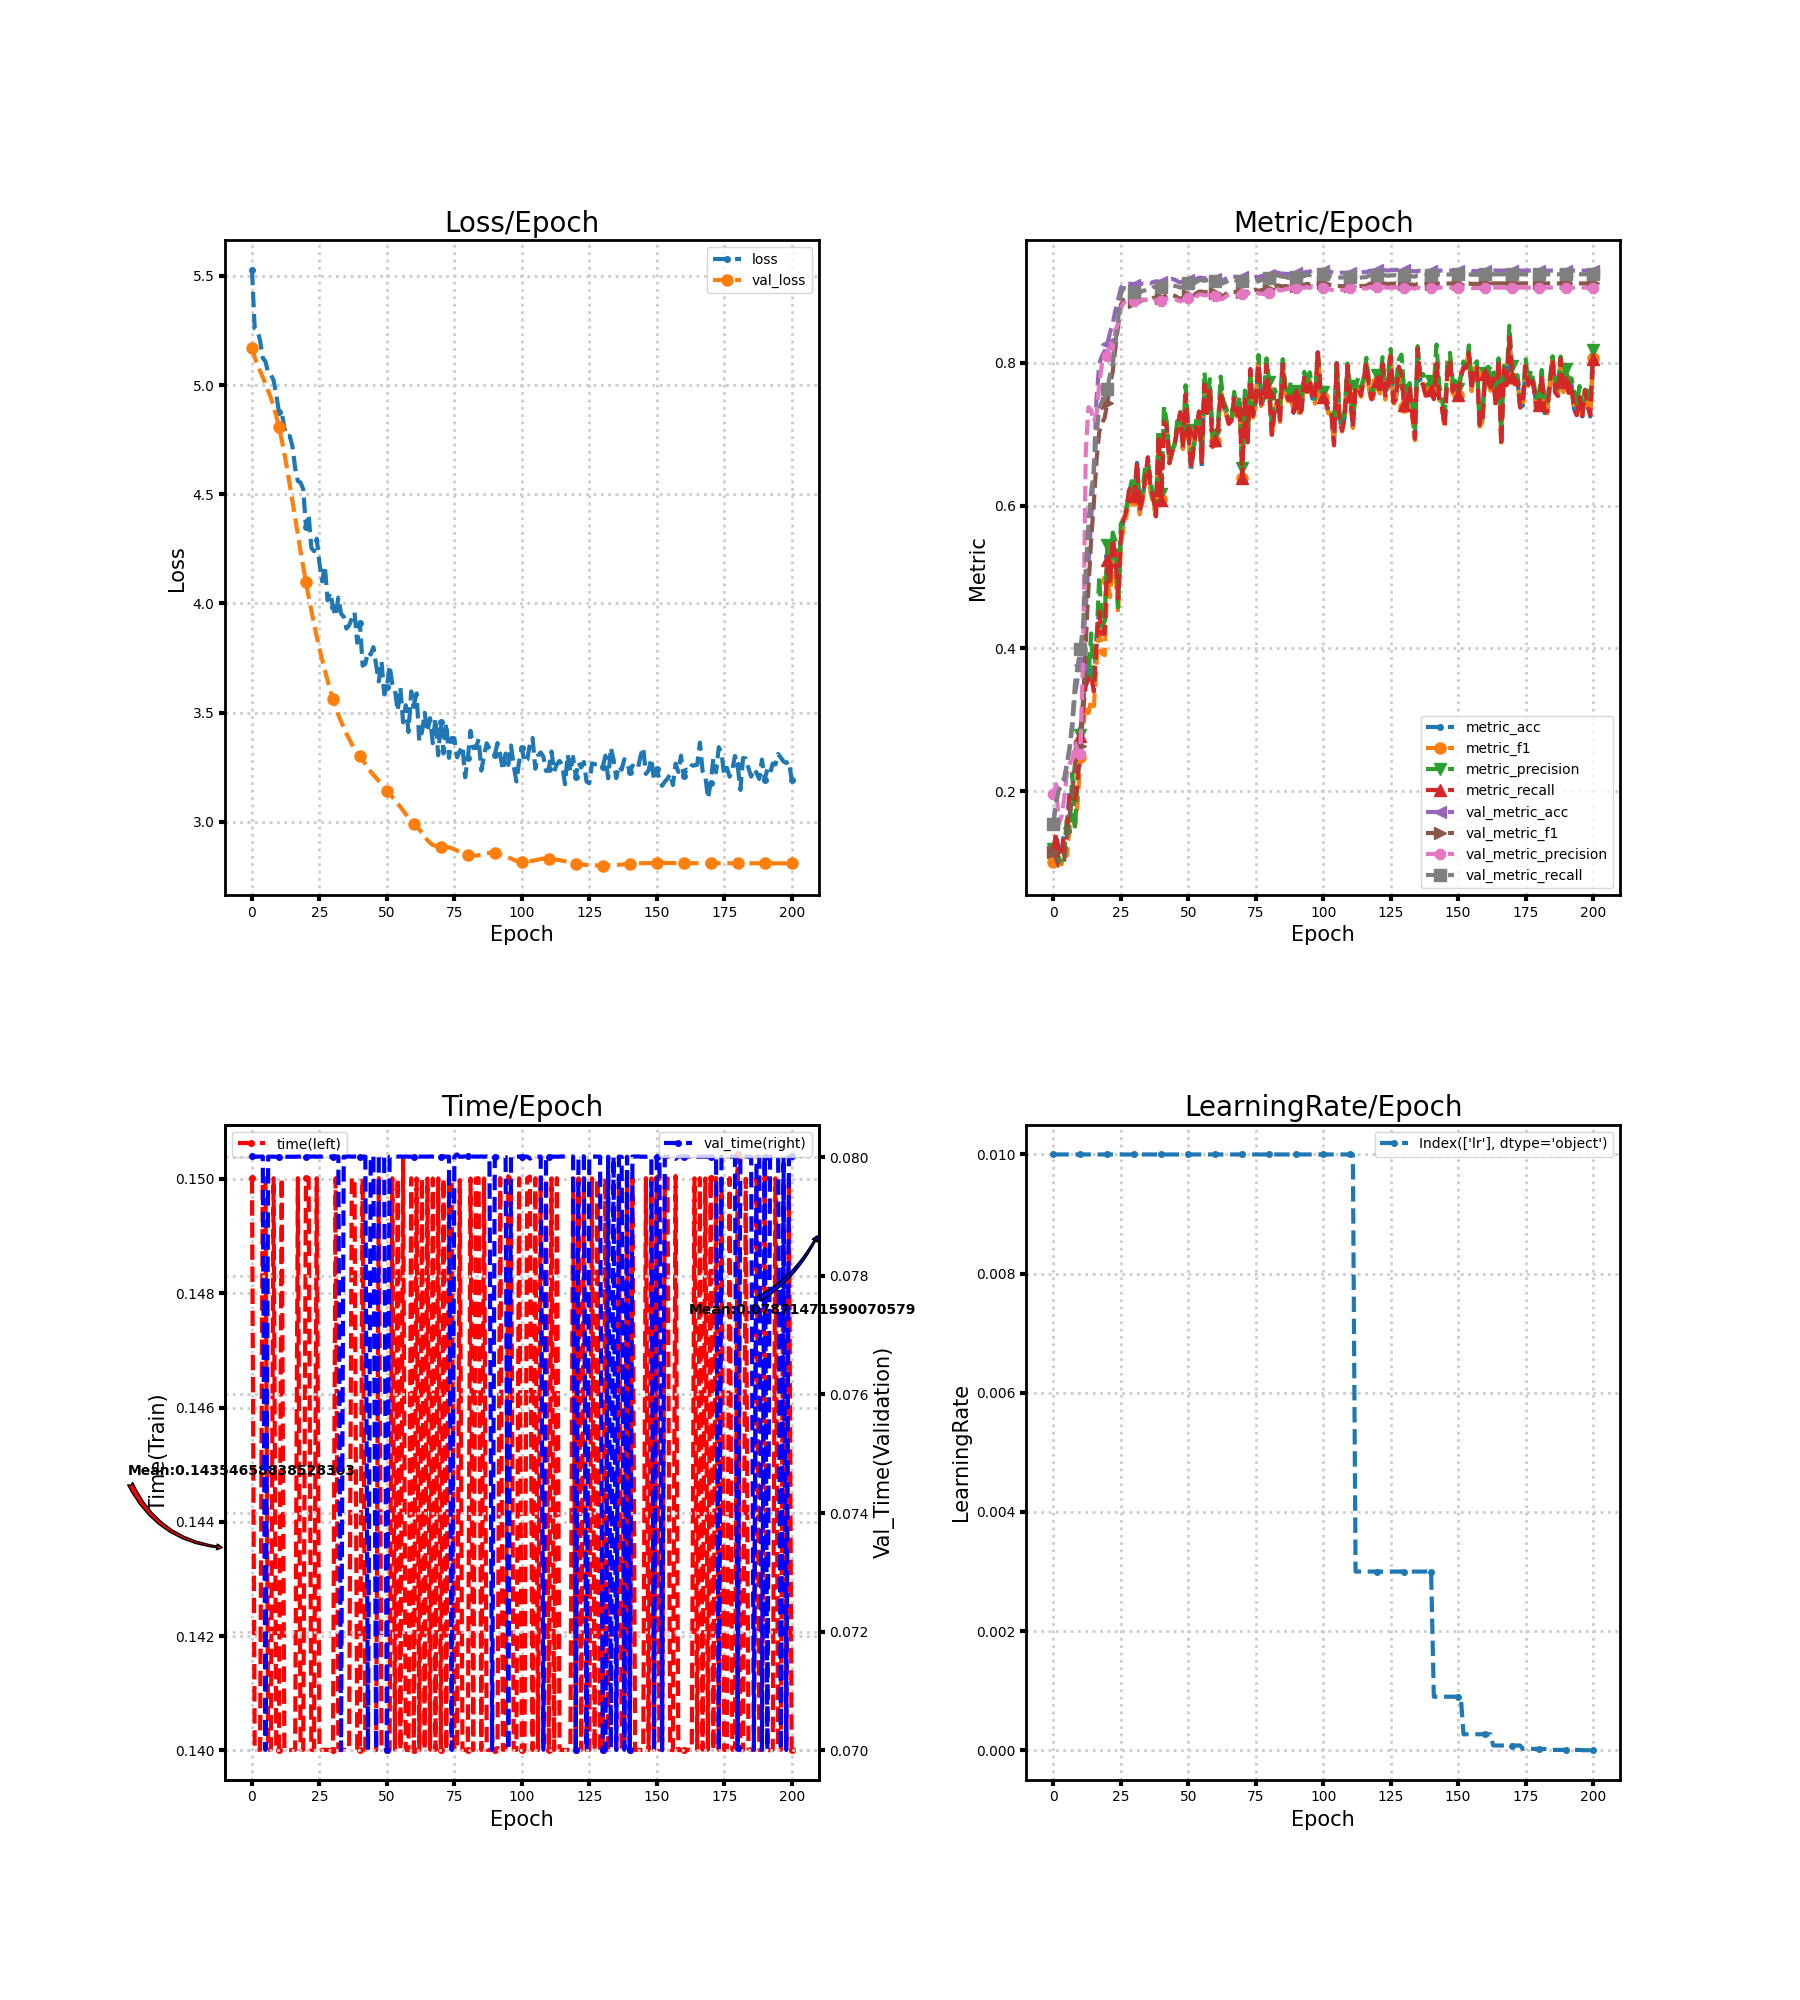 Loss/Epoch
loss
val_loss
5.5
5.0
4.5
4.0
3.5
3.0
Loss
0 25 50 75 100 125 150 175 200
Epoch
Metric/Epoch
0.8
0.6
0.4
0.2
Metric
metric_acc
metric_f1
metric_precision
metric_recall
val_metric_acc
val_metric_f1
val_metric_precision
val_metric_recall
0 25 50 75 100 125 150 175 200
Epoch
Time/Epoch
time(left)
val_time(right)
0.150
0.148
0.146
0.144
0.142
0.140
Time(Train)
Mean:0.14354658838528303
0.080
0.078
0.076
0.074
0.072
0.070
Val_Time(Validation)
Mean:0.07871471590070579
0 25 50 75 100 125 150 175 200
Epoch
LearningRate/Epoch
Index(['lr'], dtype='object')
0.010
0.008
0.006
0.004
0.002
0.000
LearningRate
0 25 50 75 100 125 150 175 200
Epoch